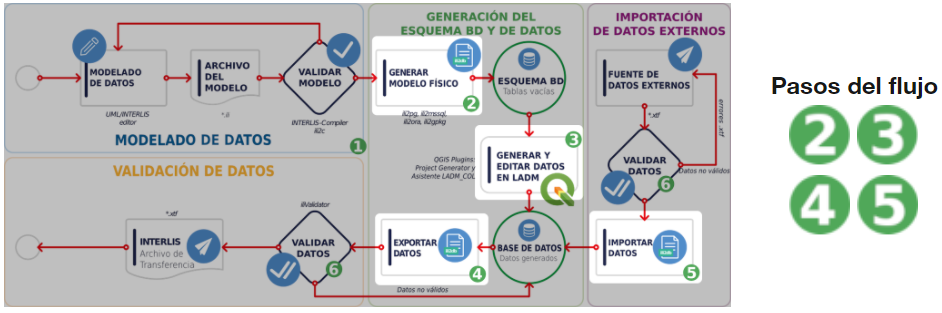 GENERACIÓN DEL
ESQUEMA BD Y DE DATOS
IMPORTACIÓN
DE DATOS EXTERNOS
MODELADO
DE DATOS
UML/INTERLIS
editor
ARCHIVO
DEL
MODELO
*.ili
VALIDAR
MODELO
INTERLIS-Compiler
ili2c
MODELADO DE DATOS
1
GENERAR
MODELO FÍSICO
2
ili2pg, ili2mssql,
ili2ora, ili2gpkg
ESQUEMA BD
Tablas vacías
3
GENERAR Y
EDITAR DATOS
EN LADM
QGIS Plugins:
Project Generator y
Asistente LADM_COL
FUENTE DE
DATOS EXTERNOS
*.xtf
errores .xtf
VALIDAR
DATOS
6
Datos no válidos
IMPORTAR
DATOS
5
BASE DE DATOS
Datos generados
EXPORTAR
DATOS
4
Datos no válidos
VALIDACIÓN DE DATOS
iliValidator
VALIDAR
DATOS
6
*.xtf
INTERLIS
Archivo de
Transferencia
Pasos del flujo
2 3
4 5